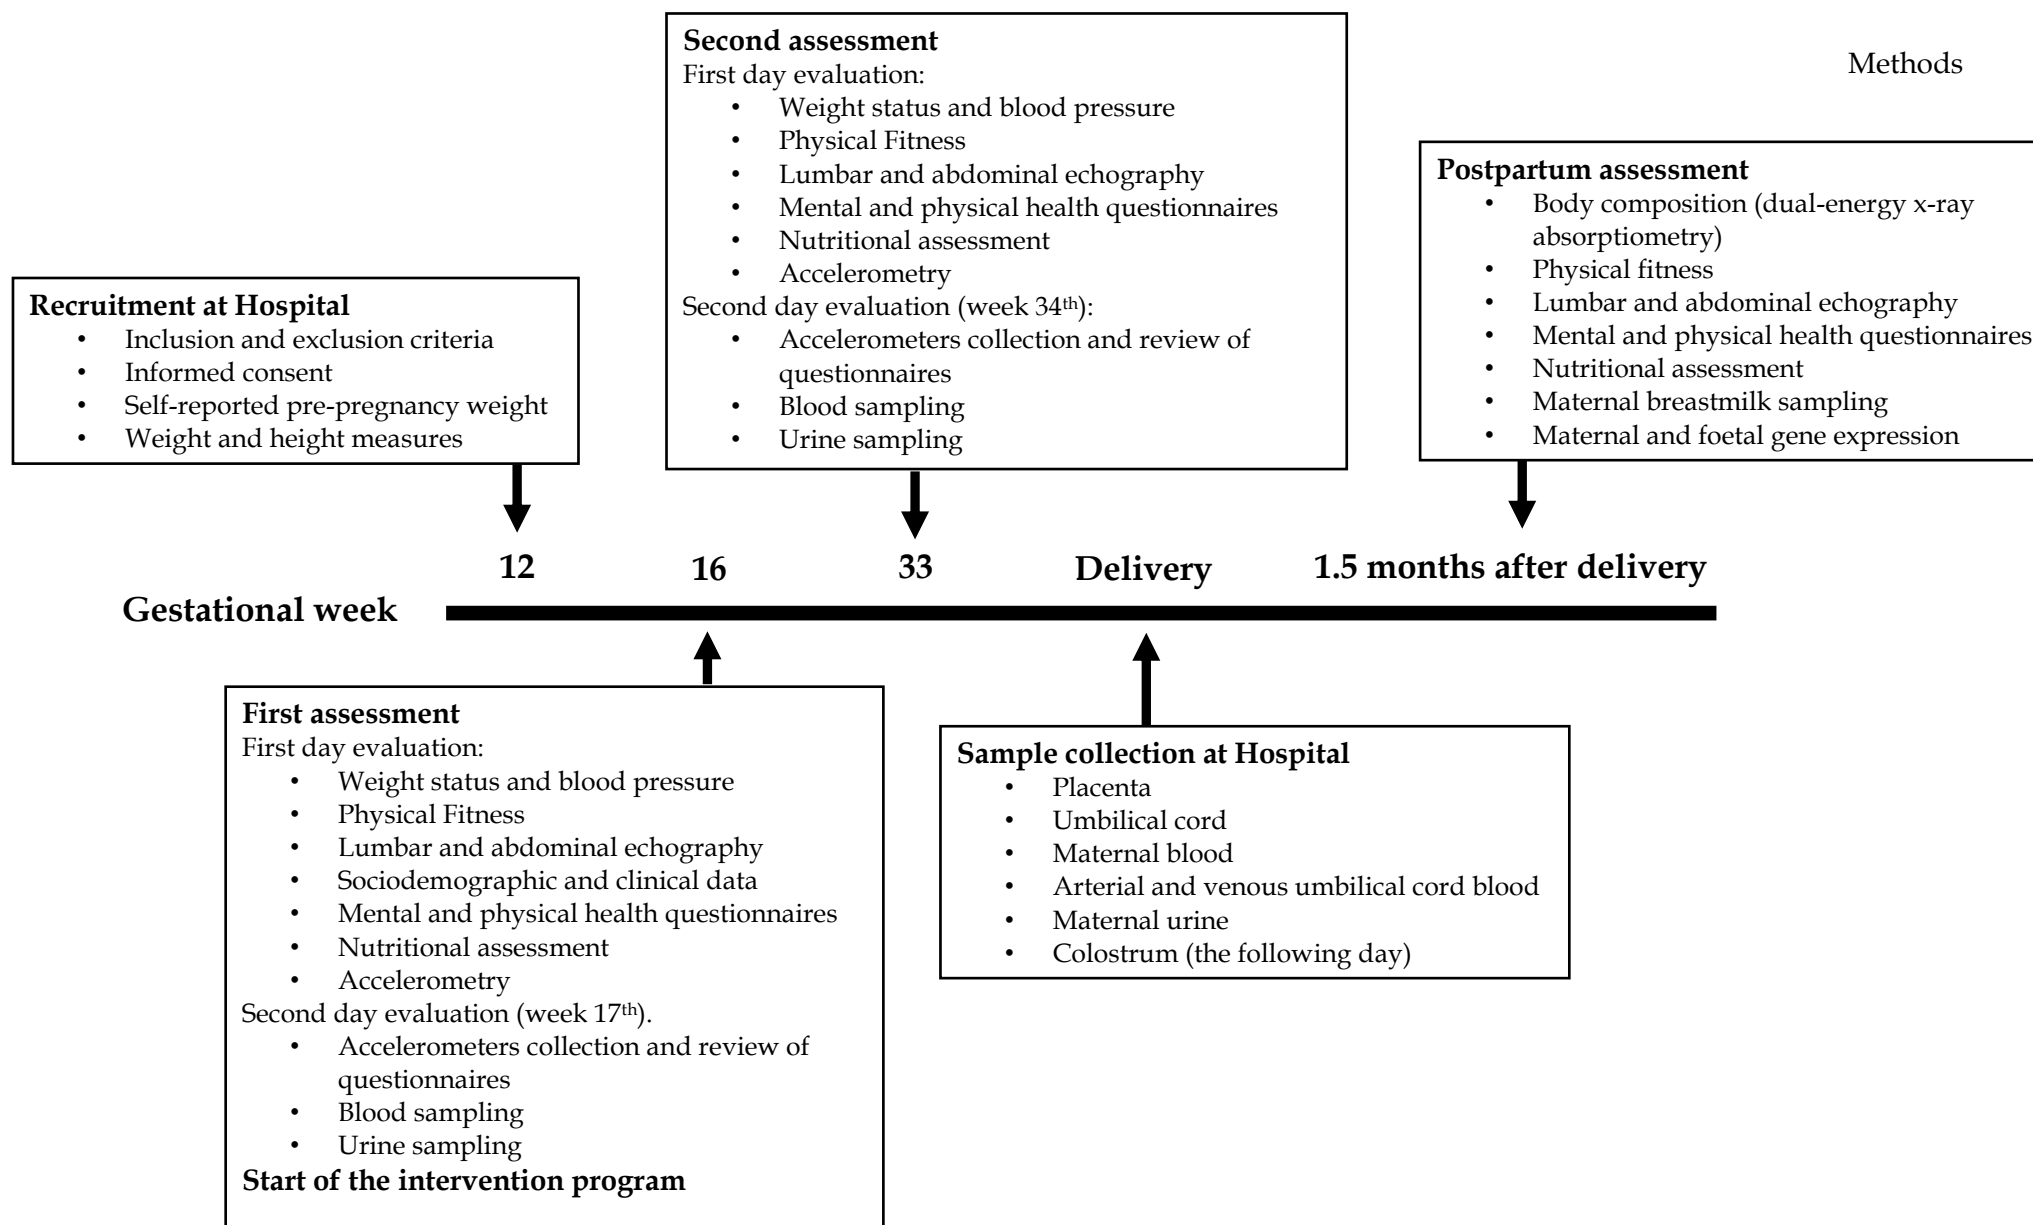 Methods
Second assessment
First day evaluation:
• Weight status and blood pressure
• Physical Fitness
• Lumbar and abdominal echography
• Mental and physical health questionnaires
• Nutritional assessment
• Accelerometry
Second day evaluation (week 34th):
• Accelerometers collection and review of
questionnaires
• Blood sampling
• Urine sampling
Postpartum assessment
• Body composition (dual-energy x-ray
absorptiometry)
• Physical fitness
• Lumbar and abdominal echography
• Mental and physical health questionnaires
• Nutritional assessment
• Maternal breastmilk sampling
• Maternal and foetal gene expression
Recruitment at Hospital
• Inclusion and exclusion criteria
• Informed consent
• Self-reported pre-pregnancy weight
• Weight and height measures
12 16 33 Delivery 1.5 months after delivery
Gestational week
First assessment
First day evaluation:
• Weight status and blood pressure
• Physical Fitness
• Lumbar and abdominal echography
• Sociodemographic and clinical data
• Mental and physical health questionnaires
• Nutritional assessment
• Accelerometry
Second day evaluation (week 17th).
• Accelerometers collection and review of
questionnaires
• Blood sampling
• Urine sampling
Start of the intervention program
Sample collection at Hospital
• Placenta
• Umbilical cord
• Maternal blood
• Arterial and venous umbilical cord blood
• Maternal urine
• Colostrum (the following day)